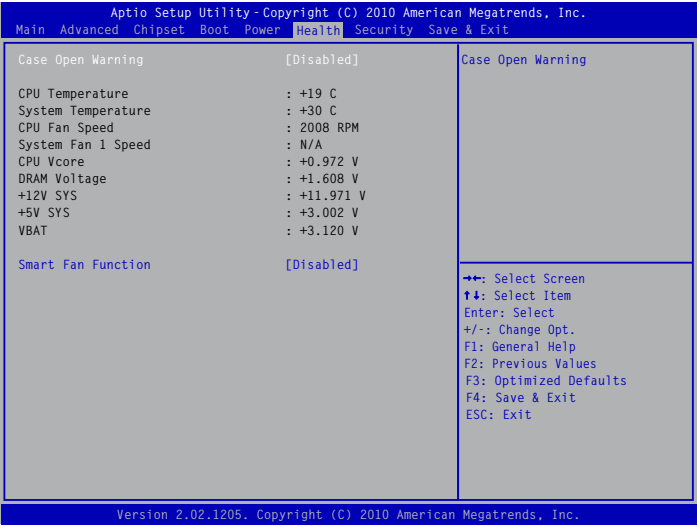 Aptio Setup Utility - Copyright (C) 2010 American Megatrends, Inc.
Main Advanced Chipset Boot Power Health Security Save & Exit
Case Open Warning [Disabled]
CPU Temperature : +19 C
System Temperature : +30 C
CPU Fan Speed : 2008 RPM
System Fan 1 Speed : N/A
CPU Vcore : +0.972 V
DRAM Voltage : +1.608 V
+12V SYS : +11.971 V
+5V SYS : +3.002 V
VBAT : +3.120 V
Smart Fan Function [Disabled]
Case Open Warning
→←: Select Screen
↑↓: Select Item
Enter: Select
+/-: Change Opt.
F1: General Help
F2: Previous Values
F3: Optimized Defaults
F4: Save & Exit
ESC: Exit
Version 2.02.1205. Copyright (C) 2010 American Megatrends, Inc.